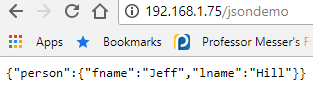 192.168.1.75/jsondemo
Apps Bookmarks Professor Messer's F
{"person":{"fname":"Jeff","lname":"Hill"}}